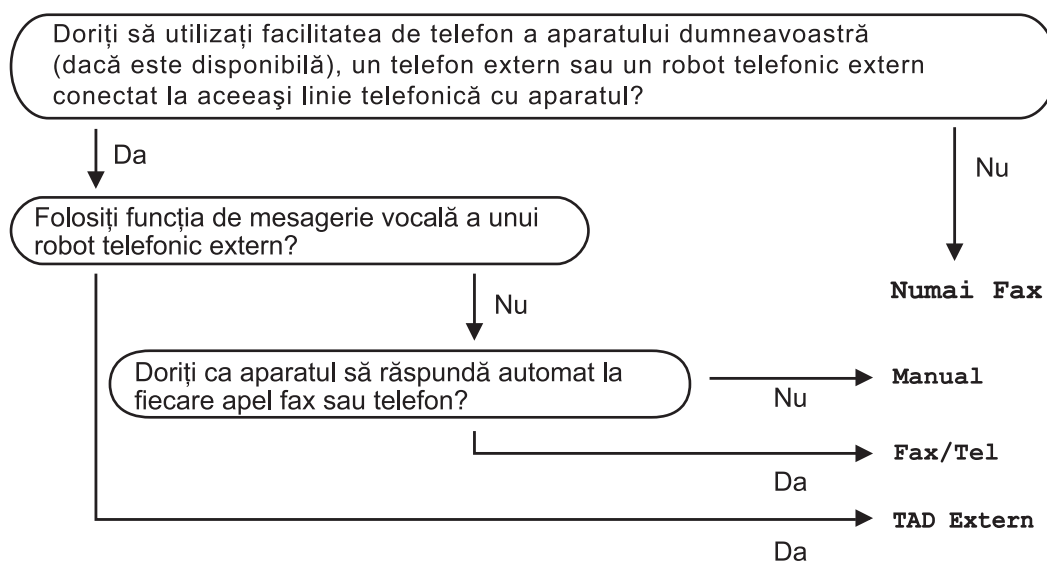 Doriți să utilizați facilitatea de telefon a aparatului dumneavoastră
(dacă este disponibilă), un telefon extern sau un robot telefonic extern
conectat la aceeaşi linie telefonică cu aparatul?
Da
Nu
Folosiți funcția de mesagerie vocală a unui
robot telefonic extern?
Numai Fax
Nu
Doriți ca aparatul să răspundă automat la
fiecare apel fax sau telefon?
Manual
Nu
Fax/Tel
Da
TAD Extern
Da